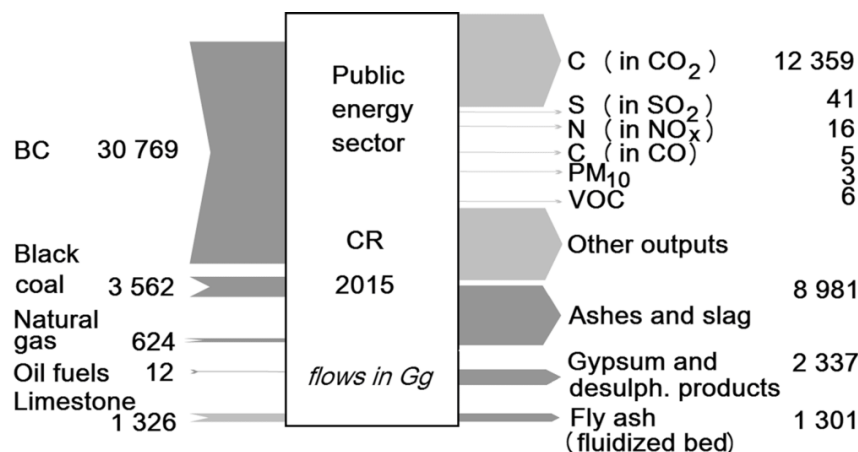 BC 30 769
Black
coal 3 562
Natural
gas 624
Oil fuels 12
Limestone
1 326
Public
energy
sector
CR
2015
flows in Gg
C (in CO2) 12 359
S (in SO2) 41
N (in NOx) 16
C (in CO) 5
PM10 3
VOC 6
Other outputs
8 981
Ashes and slag
Gypsum and 2 337
desulph. products
Fly ash 1 301
(fluidized bed)